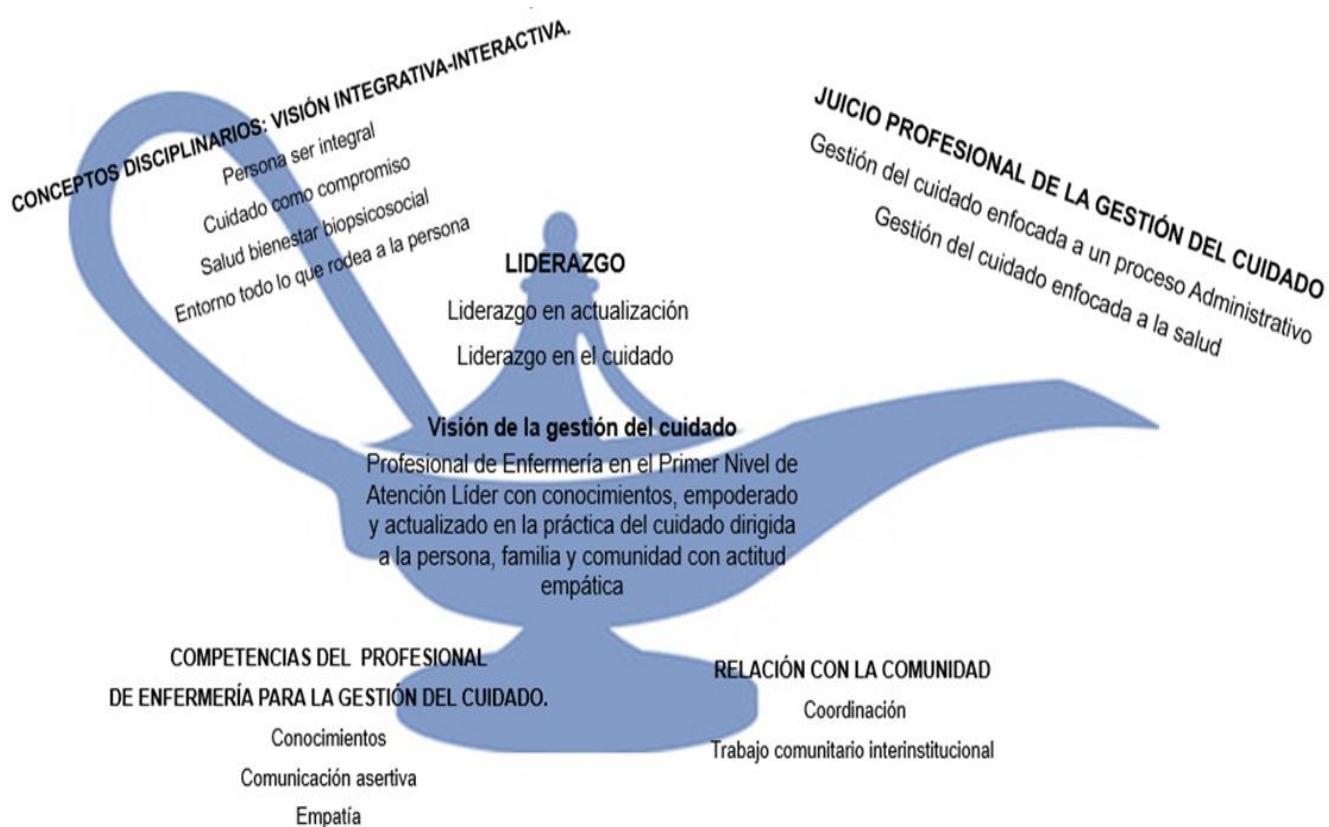 CONCEPTOS DISCIPLINARIOS: VISIÓN INTEGRATIVA-INTERACTIVA.
Persona ser integral
Cuidado como compromiso
Salud bienestar biopsicosocial
Entorno todo lo que rodea a la persona
JUICIO PROFESIONAL DE LA GESTIÓN DEL CUIDADO
Gestión del cuidado enfocada a un proceso Administrativo
Gestión del cuidado enfocada a la salud
LIDERAZGO
Liderazgo en actualización
Liderazgo en el cuidado
Visión de la gestión del cuidado
Profesional de Enfermería en el Primer Nivel de
Atención Líder con conocimientos, empoderado
y actualizado en la práctica del cuidado dirigida
a la persona, familia y comunidad con actitud
empática
COMPETENCIAS DEL PROFESIONAL
DE ENFERMERÍA PARA LA GESTIÓN DEL CUIDADO.
Conocimientos
Comunicación asertiva
Empatía
RELACIÓN CON LA COMUNIDAD
Coordinación
Trabajo comunitario interinstitucional